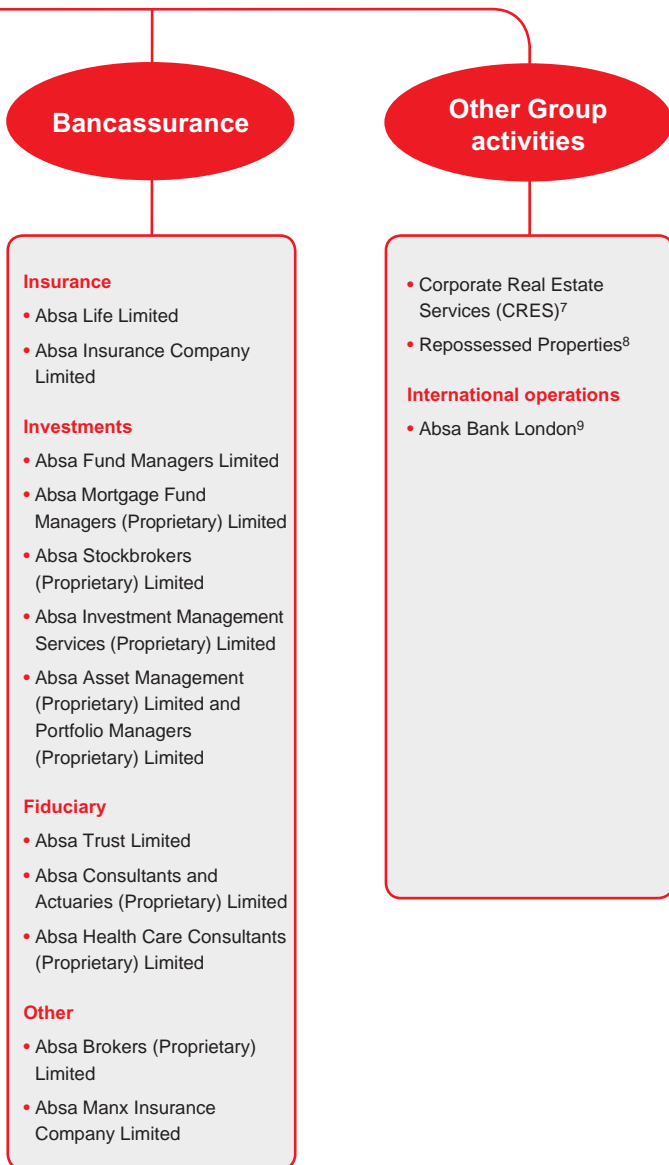 Bancassurance
Insurance
• Absa Life Limited
• Absa Insurance Company
Limited
Investments
• Absa Fund Managers Limited
• Absa Mortgage Fund
Managers (Proprietary) Limited
• Absa Stockbrokers
(Proprietary) Limited
• Absa Investment Management
Services (Proprietary) Limited
• Absa Asset Management
(Proprietary) Limited and
Portfolio Managers
(Proprietary) Limited
Fiduciary
• Absa Trust Limited
• Absa Consultants and
Actuaries (Proprietary) Limited
• Absa Health Care Consultants
(Proprietary) Limited
Other
• Absa Brokers (Proprietary)
Limited
• Absa Manx Insurance
Company Limited
Other Group
activities
• Corporate Real Estate
Services (CRES)⁷
• Repossessed Properties⁸
International operations
• Absa Bank London⁹